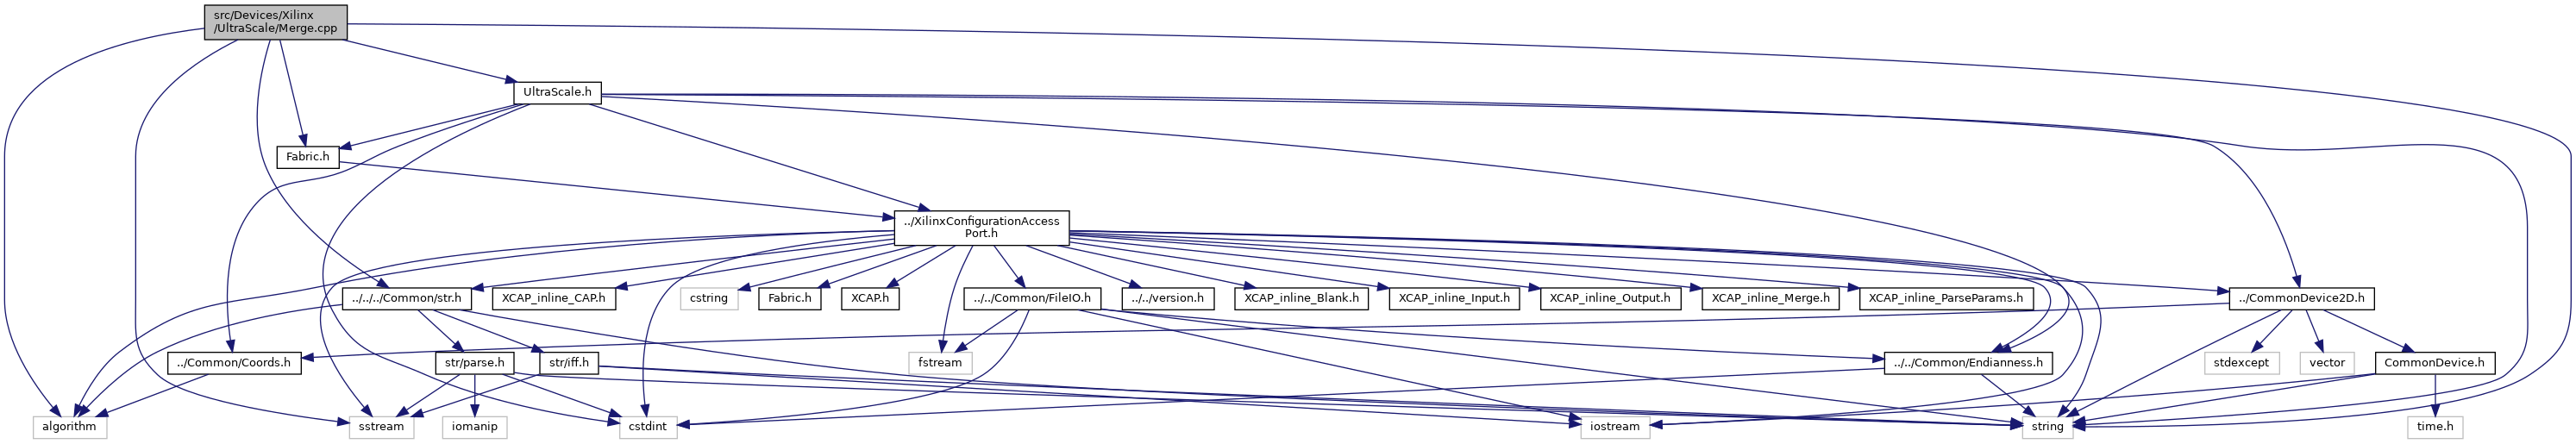 src/Devices/Xilinx
/UltraScale/Merge.cpp
UltraScale.h
Fabric.h
../XilinxConfigurationAccess
Port.h
../../../Common/str.h
XCAP_inline_CAP.h
cstring
Fabric.h
XCAP.h
../../Common/FileIO.h
../../version.h
XCAP_inline_Blank.h
XCAP_inline_Input.h
XCAP_inline_Output.h
XCAP_inline_Merge.h
XCAP_inline_ParseParams.h
../CommonDevice2D.h
../Common/Coords.h
str/parse.h
str/iff.h
fstream
../../Common/Endianness.h
stdexcept
vector
CommonDevice.h
algorithm
sstream
iomanip
cstdint
iostream
string
time.h